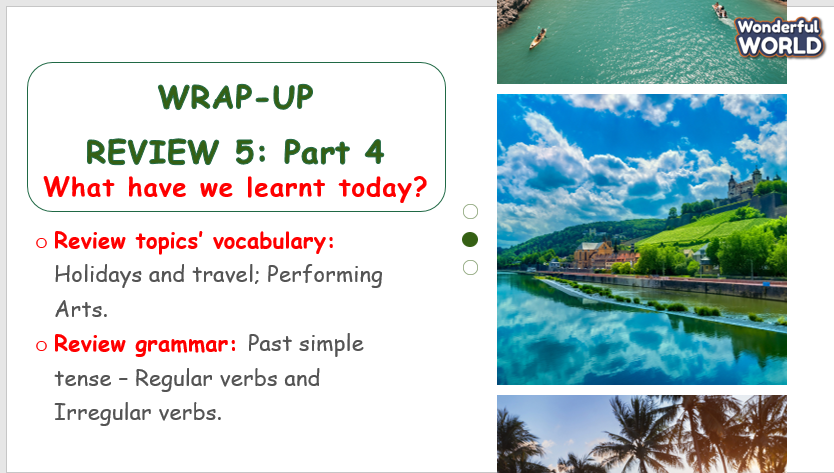 Wonderful
WORLD
WRAP-UP
REVIEW 5: Part 4
What have we learnt today?
o Review topics’ vocabulary:
Holidays and travel; Performing
Arts.
o Review grammar: Past simple
tense – Regular verbs and
Irregular verbs.